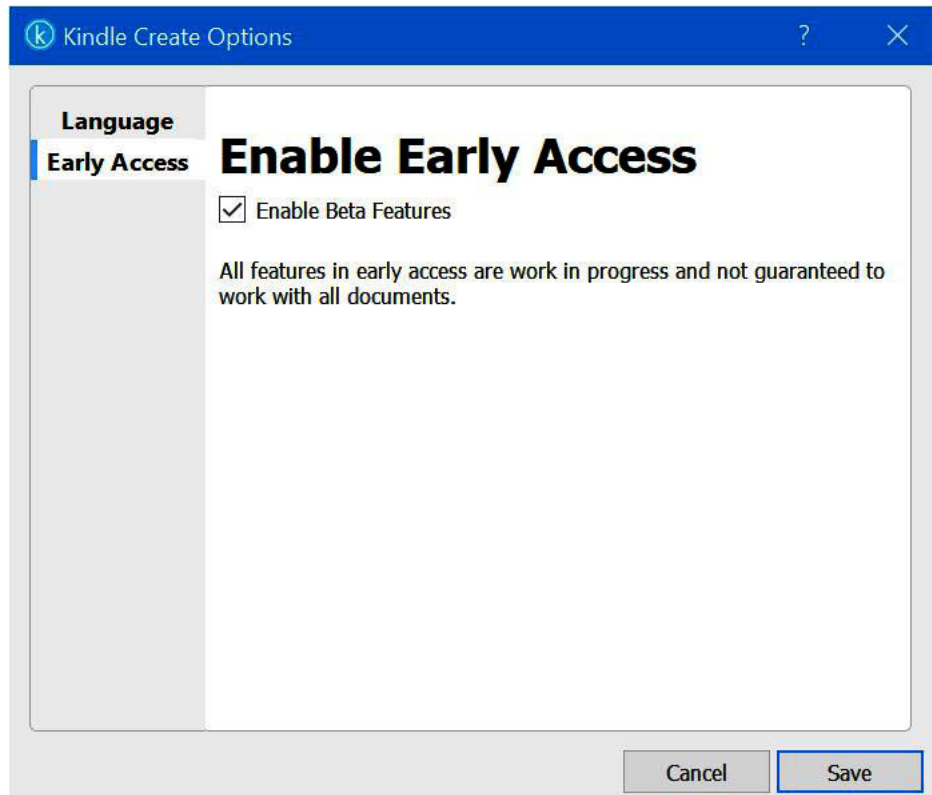 Kindle Create Options
Language
Early Access
Enable Early Access
Enable Beta Features
All features in early access are work in progress and not guaranteed to
work with all documents.
Cancel
Save